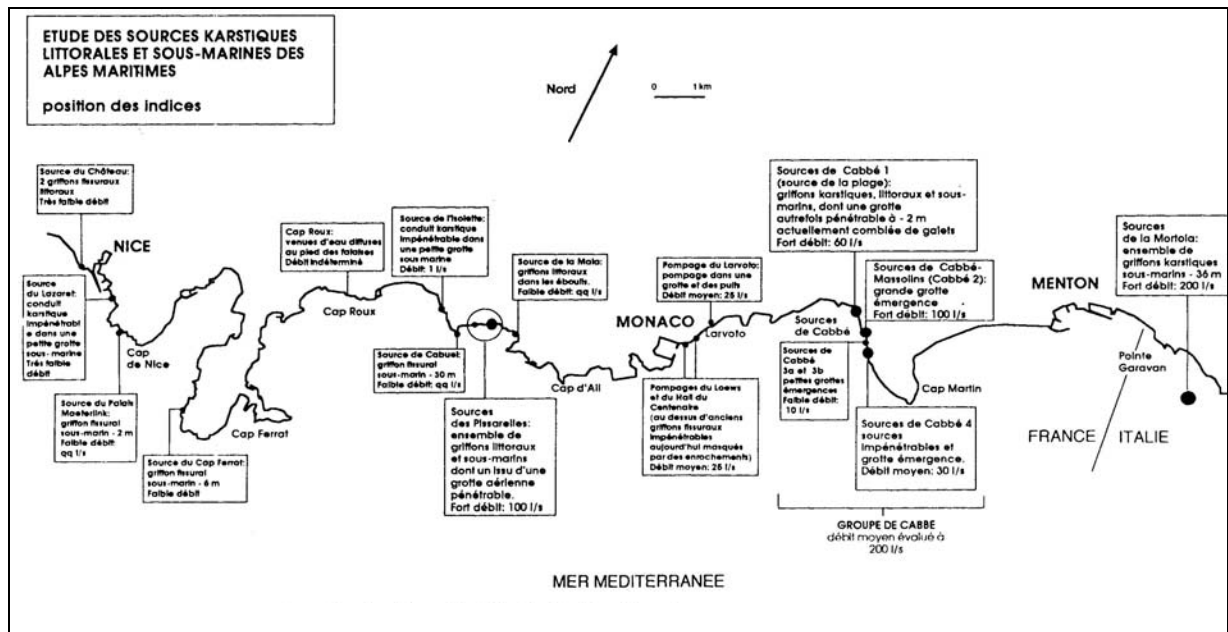 ETUDE DES SOURCES KARSTIQUES
LITTORALES ET SOUS-MARINES DES
ALPES MARITIMES
position des indices
Nord
0 1 km
Source du Château:
2 griffons fissuraux
littoraux
Très faible débit
NICE
Source
du Lazaret:
conduit
karstique
impénétrabl
e dans une
petite grotte
sous-marine
Très faible
débit
Cap
de Nice
Source du Palais
Maeterlink:
griffon fissural
sous-marin - 2 m
Faible débit:
qq l/s
Cap Ferrat
Source du Cap Ferrat:
griffon fissural
sous-marin - 6 m
Faible débit
Cap Roux:
venues d'eau diffuses
au pied des falaises
Débit indéterminé
Cap Roux
Source de l'Isolette:
conduit karstique
impénétrable dans
une petite grotte
sous marine
Débit: 1 l/s
Source de la Mala:
griffons littoraux
dans les éboulis.
Faible débit: qq l/s
Source de Cabuel:
griffon fissural
sous-marin - 30 m
Faible débit: qq l/s
Sources
des Pissarelles:
ensemble de
griffons littoraux
et sous-marins
dont un issu d'une
grotte aérienne
pénétrable.
Fort débit: 100 l/s
Cap d'Ail
MONACO
Pompage du Larvoto:
pompage dans une
grotte et des puits
Débit moyen: 25 l/s
Larvoto
Pompages du Loews
et du Hall du
Centenaire
(au dessus d'anciens
griffons fissuraux
impénétrables
aujourd'hui masqués
par des enrochements)
Débit moyen: 25 l/s
Sources de Cabbé 1
(source de la plage):
griffons karstiques, littoraux et sous-
marins, dont une grotte
autrefois pénétrable à - 2 m
actuellement comblée de galets
Fort débit: 60 l/s
Sources de Cabbé-
Massolins (Cabbé 2):
grande grotte
émergence
Fort débit: 100 l/s
Sources
de Cabbé
Sources de
Cabbé
3a et 3b
petites grottes
émergences
Faible débit:
10 l/s
Cap Martin
Sources de Cabbé 4
sources
impénétrables et
grotte émergence.
Débit moyen: 30 l/s
GROUPE DE CABBE
débit moyen évalué à
200 l/s
MENTON
Sources
de la Mortola:
ensemble de
griffons karstiques
sous-marins - 36 m
Fort débit: 200 l/s
Pointe
Garavan
FRANCE ITALIE
MER MEDITERRANEE